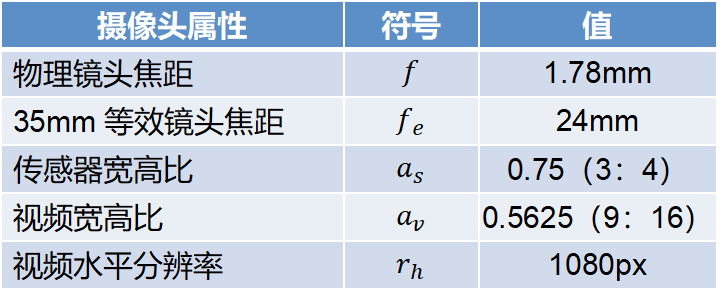 摄像头属性 符号 值
物理镜头焦距 f 1.78mm
35mm 等效镜头焦距 fₑ 24mm
传感器宽高比 aₛ 0.75（3：4）
视频宽高比 aᵥ 0.5625（9：16）
视频水平分辨率 rₕ 1080px